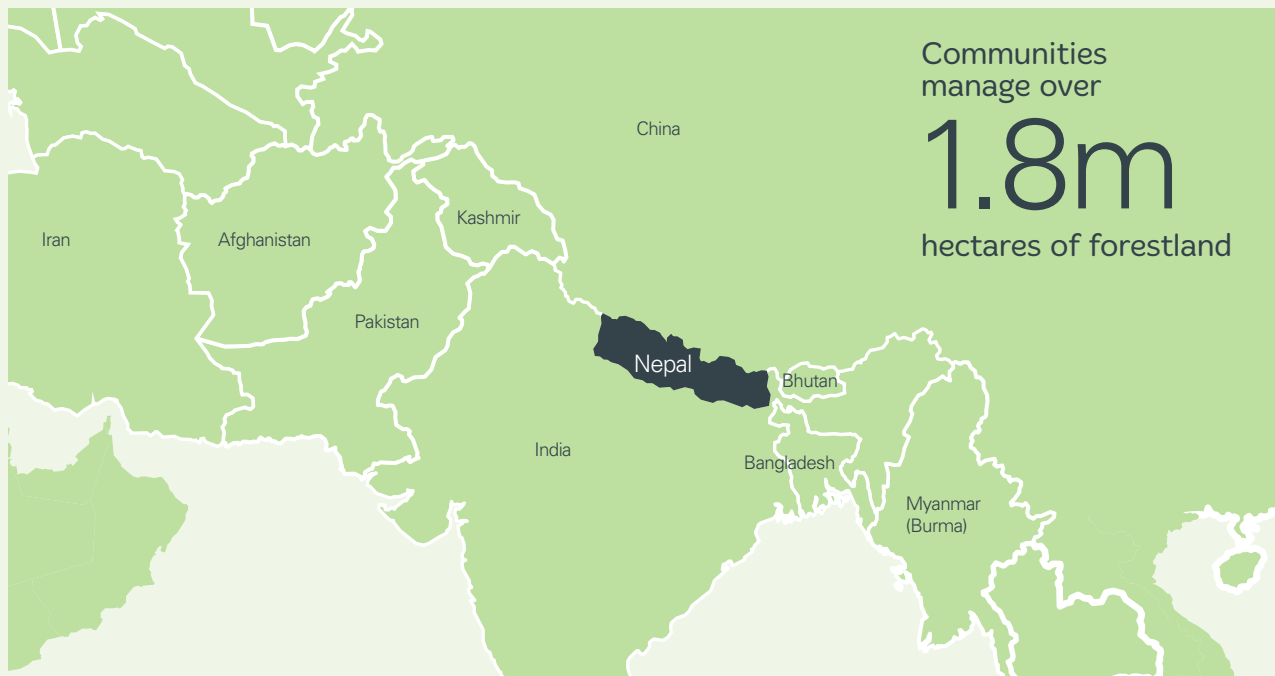 Communities
manage over
1.8m
hectares of forestland
China
Kashmir
Iran
Afghanistan
Pakistan
Nepal
Bhutan
India
Bangladesh
Myanmar
(Burma)